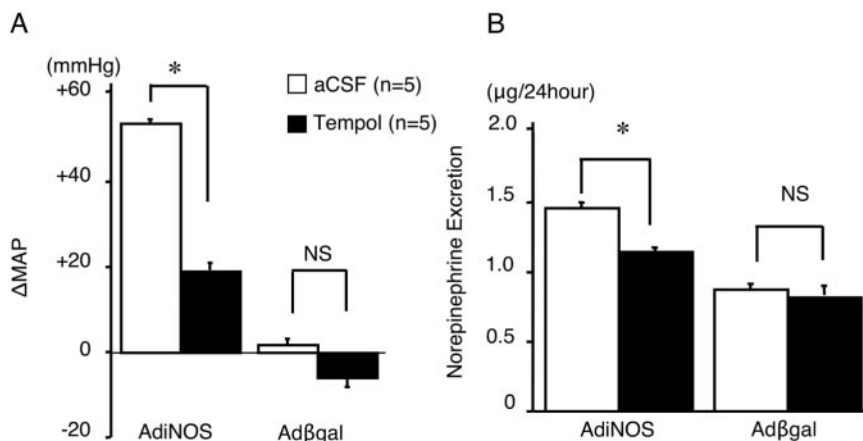 A
(mmHg)
+60
+40
+20
0
-20
ΔMAP
*
NS
aCSF (n=5)
Tempol (n=5)
AdiNOS
Adβgal
B
(μg/24hour)
2.0
1.5
1.0
0.5
0
Norepinephrine Excretion
*
NS
AdiNOS
Adβgal